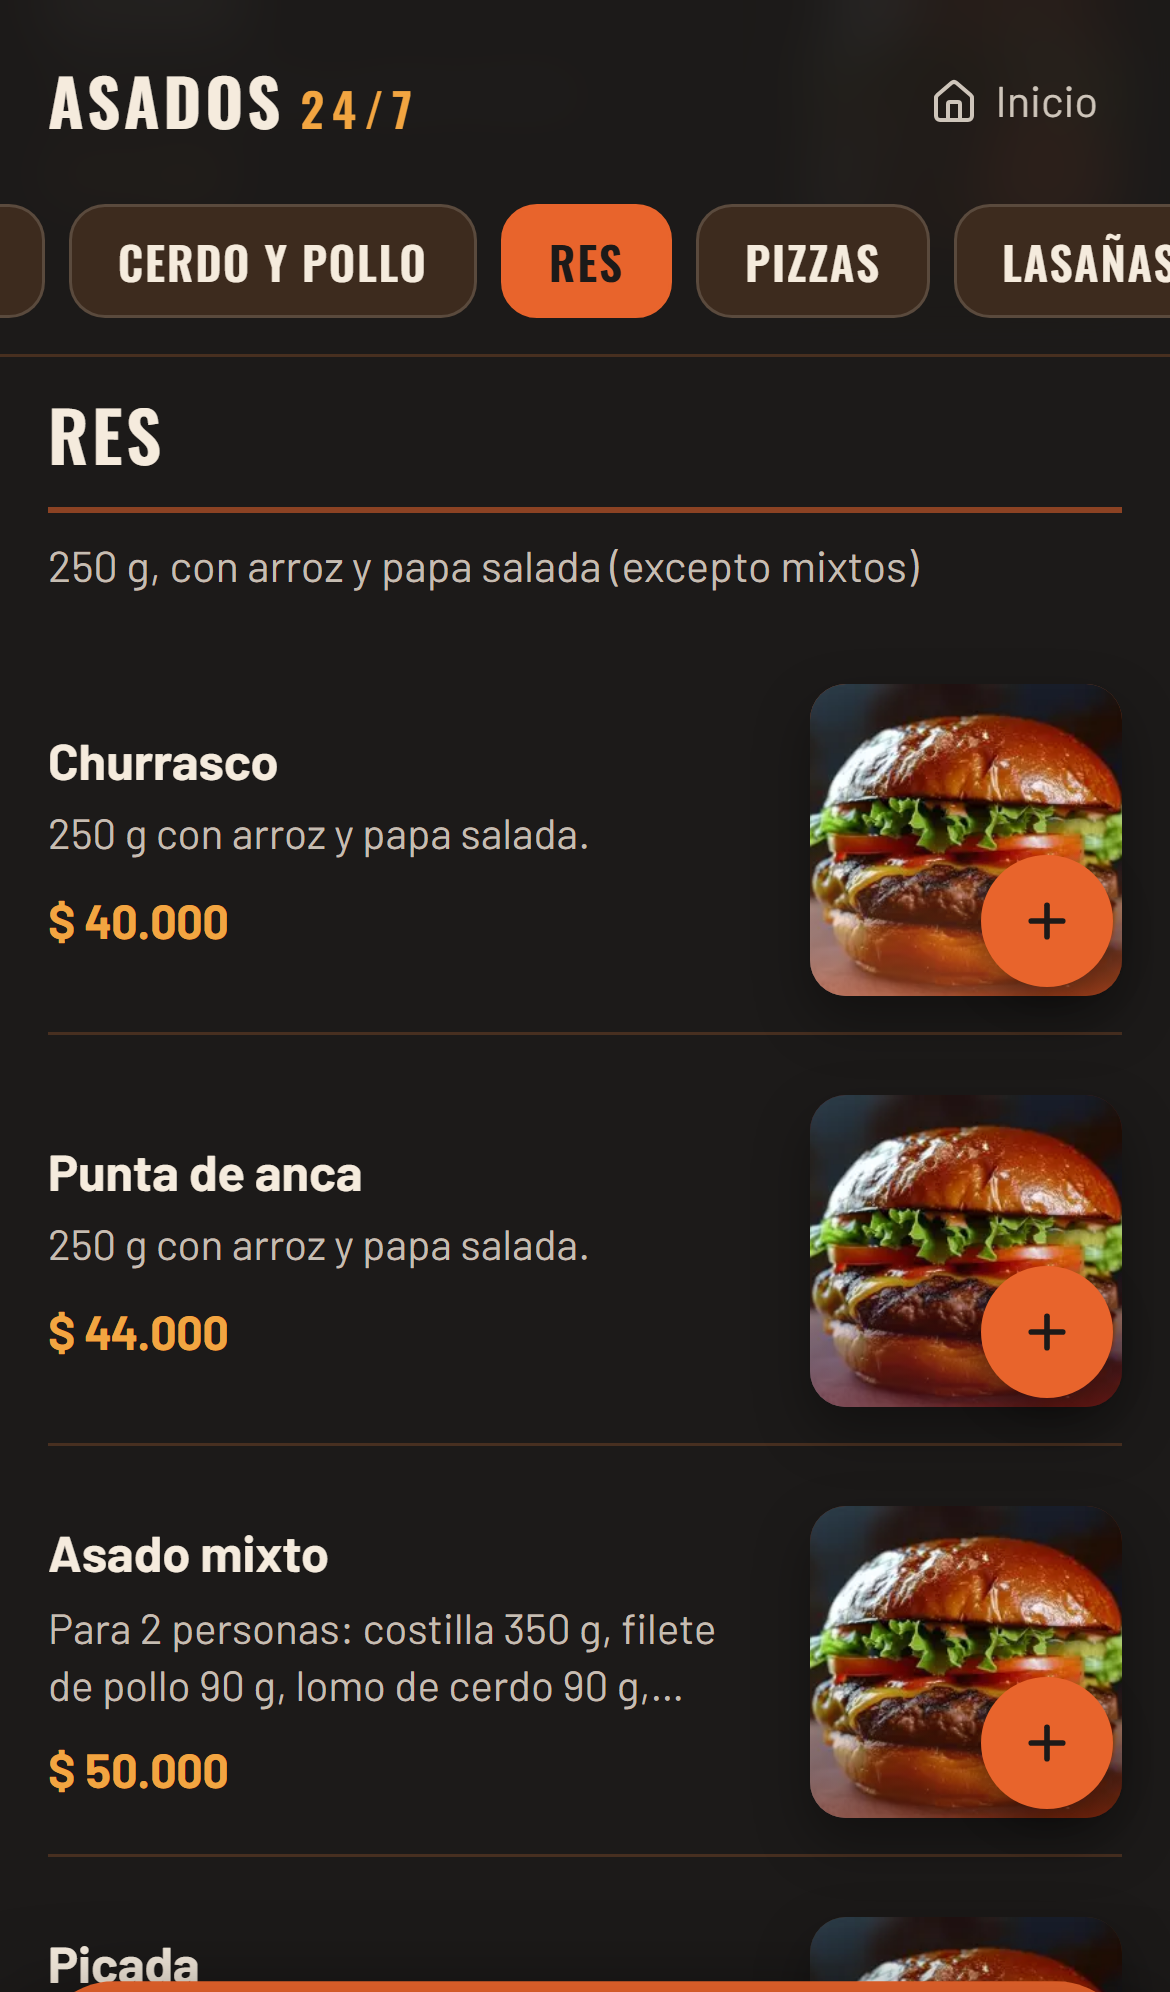 ASADOS 24/7
Inicio
CERDO Y POLLO
RES
PIZZAS
LASAÑAS
RES
250 g, con arroz y papa salada (excepto mixtos)
Churrasco
250 g con arroz y papa salada.
$ 40.000
Punta de anca
250 g con arroz y papa salada.
$ 44.000
Asado mixto
Para 2 personas: costilla 350 g, filete
de pollo 90 g, lomo de cerdo 90 g,...
$ 50.000
Picada